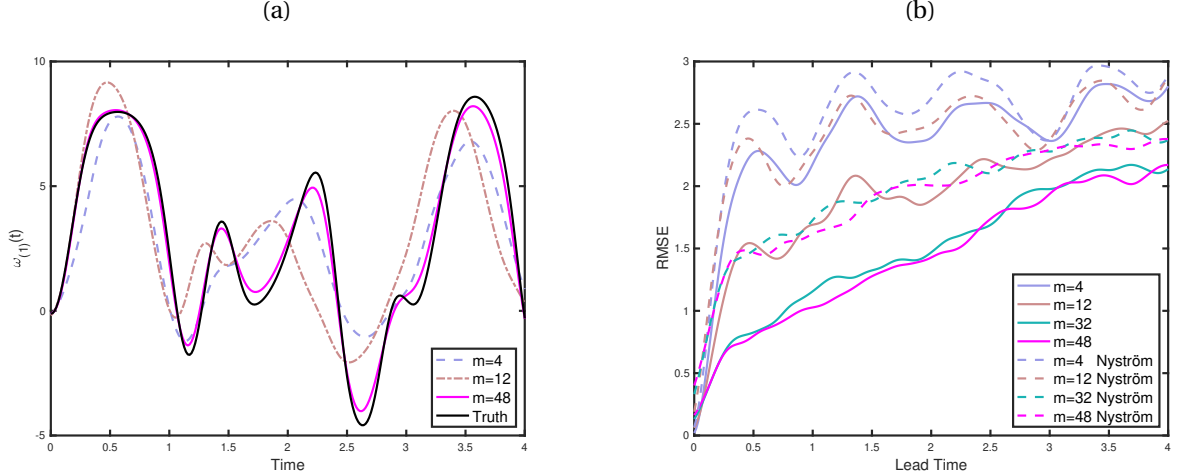 (a)
10
5
0
-5
0
0.5
1
1.5
2
2.5
3
3.5
4
Time
ω(1)(t)
m=4
m=12
m=48
Truth
(b)
3
2.5
2
1.5
1
0.5
0
0
0.5
1
1.5
2
2.5
3
3.5
4
Lead Time
RMSE
m=4
m=12
m=32
m=48
m=4 Nyström
m=12 Nyström
m=32 Nyström
m=48 Nyström